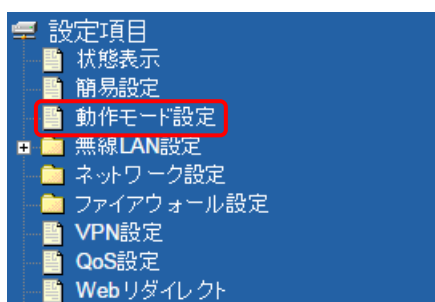 設定項目
状態表示
簡易設定
動作モード設定
無線LAN設定
ネットワーク設定
ファイアウォール設定
VPN設定
QoS設定
Webリダイレクト